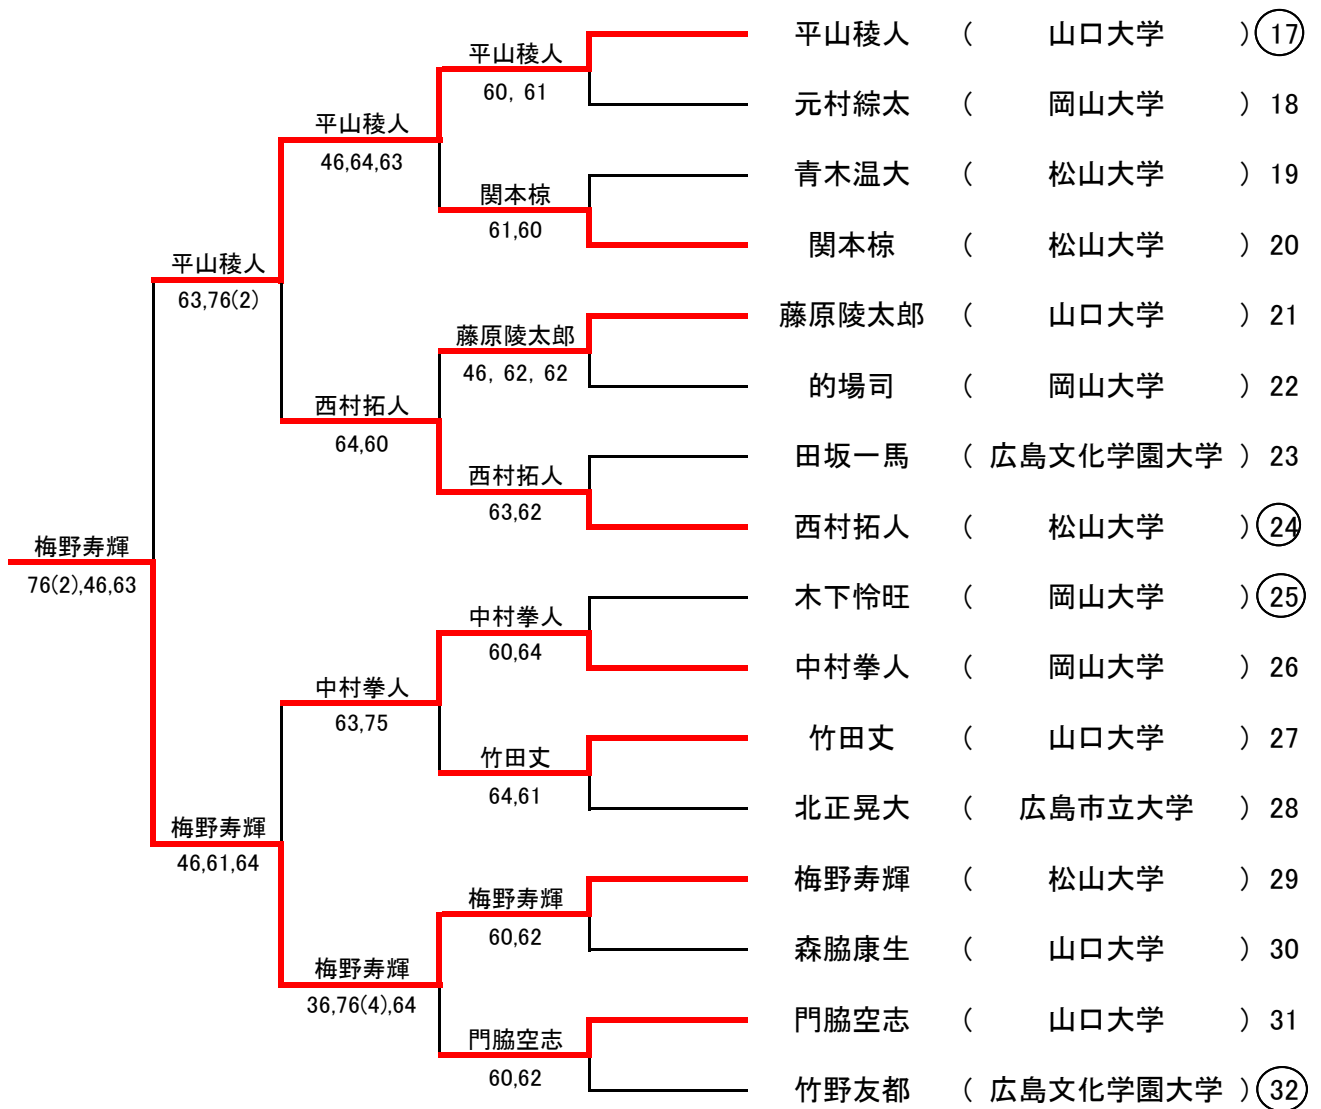 平山稜人 ( 山口大学 ) 17
平山稜人
60, 61
元村綜太 ( 岡山大学 ) 18
平山稜人
46,64,63
青木温大 ( 松山大学 ) 19
関本椋
61,60
関本椋 ( 松山大学 ) 20
平山稜人
63,76(2)
藤原陵太郎 ( 山口大学 ) 21
藤原陵太郎
46, 62, 62
的場司 ( 岡山大学 ) 22
西村拓人
64,60
田坂一馬 ( 広島文化学園大学 ) 23
西村拓人
63,62
西村拓人 ( 松山大学 ) 24
梅野寿輝
76(2),46,63
木下怜旺 ( 岡山大学 ) 25
中村拳人
60,64
中村拳人 ( 岡山大学 ) 26
中村拳人
63,75
竹田丈 ( 山口大学 ) 27
竹田丈
64,61
北正晃大 ( 広島市立大学 ) 28
梅野寿輝
46,61,64
梅野寿輝 ( 松山大学 ) 29
梅野寿輝
60,62
森脇康生 ( 山口大学 ) 30
梅野寿輝
36,76(4),64
門脇空志 ( 山口大学 ) 31
門脇空志
60,62
竹野友都 ( 広島文化学園大学 ) 32